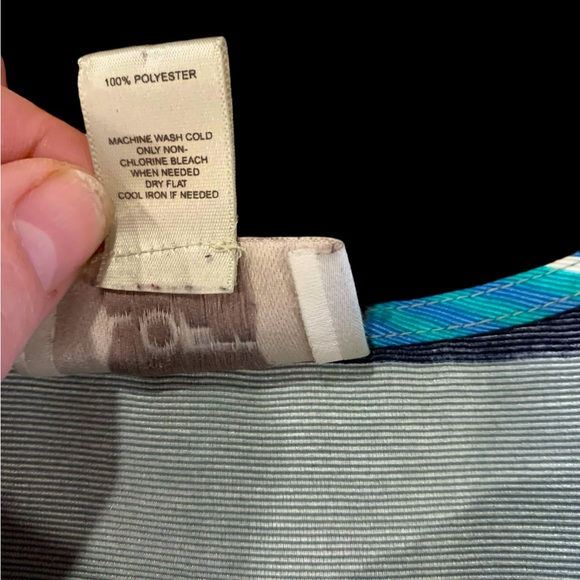 100% POLYESTER
MACHINE WASH COLD
ONLY NON-
CHLORINE BLEACH
WHEN NEEDED
DRY FLAT
COOL IRON IF NEEDED